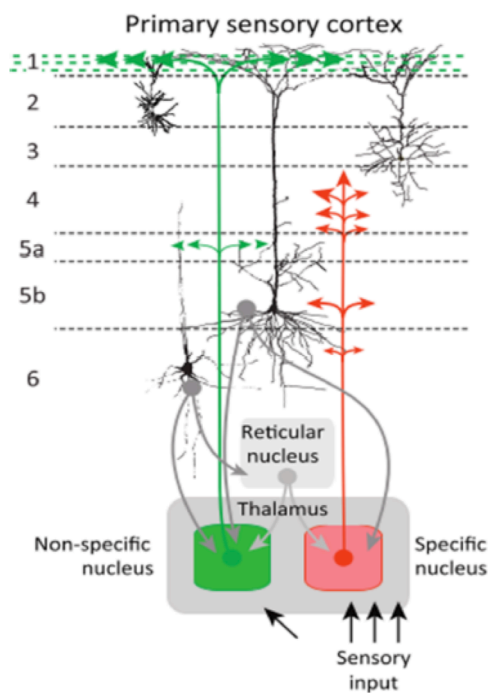 Primary sensory cortex
1
2
3
4
5a
5b
6
Reticular
nucleus
Thalamus
Non-specific
nucleus
Specific
nucleus
Sensory
input